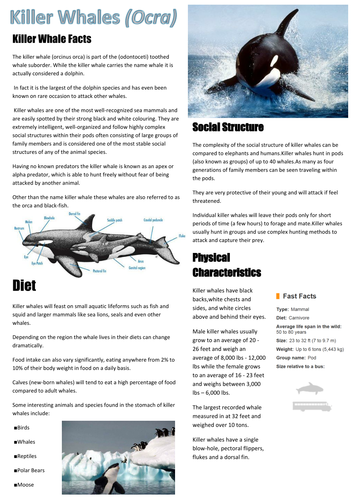 Killer Whales (Ocra)
Killer Whale Facts
The killer whale (orcinus orca) is part of the (odontoceti) toothed
whale suborder. While the killer whale carries the name whale it is
actually considered a dolphin.
In fact it is the largest of the dolphin species and has even been
known on rare occasion to attack other whales.
Killer whales are one of the most well-recognized sea mammals and
are easily spotted by their strong black and white colouring. They are
extremely intelligent, well-organized and follow highly complex
social structures within their pods often consisting of large groups of
family members and is considered one of the most stable social
structures of any of the animal species.
Having no known predators the killer whale is known as an apex or
alpha predator, which is able to hunt freely without fear of being
attacked by another animal.
Other than the name killer whale these whales are also referred to as
the orca and black-fish.
Diet
Killer whales will feast on small aquatic lifeforms such as fish and
squid and larger mammals like sea lions, seals and even other
whales.
Depending on the region the whale lives in their diets can change
dramatically.
Food intake can also vary significantly, eating anywhere from 2% to
10% of their body weight in food on a daily basis.
Calves (new-born whales) will tend to eat a high percentage of food
compared to adult whales.
Some interesting animals and species found in the stomach of killer
whales include:
■Birds
■Whales
■Reptiles
■Polar Bears
■Moose
Social Structure
The complexity of the social structure of killer whales can be
compared to elephants and humans.Killer whales hunt in pods
(also known as groups) of up to 40 whales.As many as four
generations of family members can be seen traveling within
the pods.
They are very protective of their young and will attack if feel
threatened.
Individual killer whales will leave their pods only for short
periods of time (a few hours) to forage and mate.Killer whales
usually hunt in groups and use complex hunting methods to
attack and capture their prey.
Physical
Characteristics
Killer whales have black
backs,white chests and
sides, and white circles
above and behind their eyes.
Male killer whales usually
grow to an average of 20 -
26 feet and weigh an
average of 8,000 lbs - 12,000
lbs while the female grows
to an average of 16 - 23 feet
and weighs between 3,000
lbs – 6,000 lbs.
The largest recorded whale
measured in at 32 feet and
weighed over 10 tons.
Killer whales have a single
blow-hole, pectoral flippers,
flukes and a dorsal fin.
Fast Facts
Type: Mammal
Diet: Carnivore
Average life span in the wild:
50 to 80 years
Size: 23 to 32 ft (7 to 9.7 m)
Weight: Up to 6 tons (5,443 kg)
Group name: Pod
Size relative to a bus: